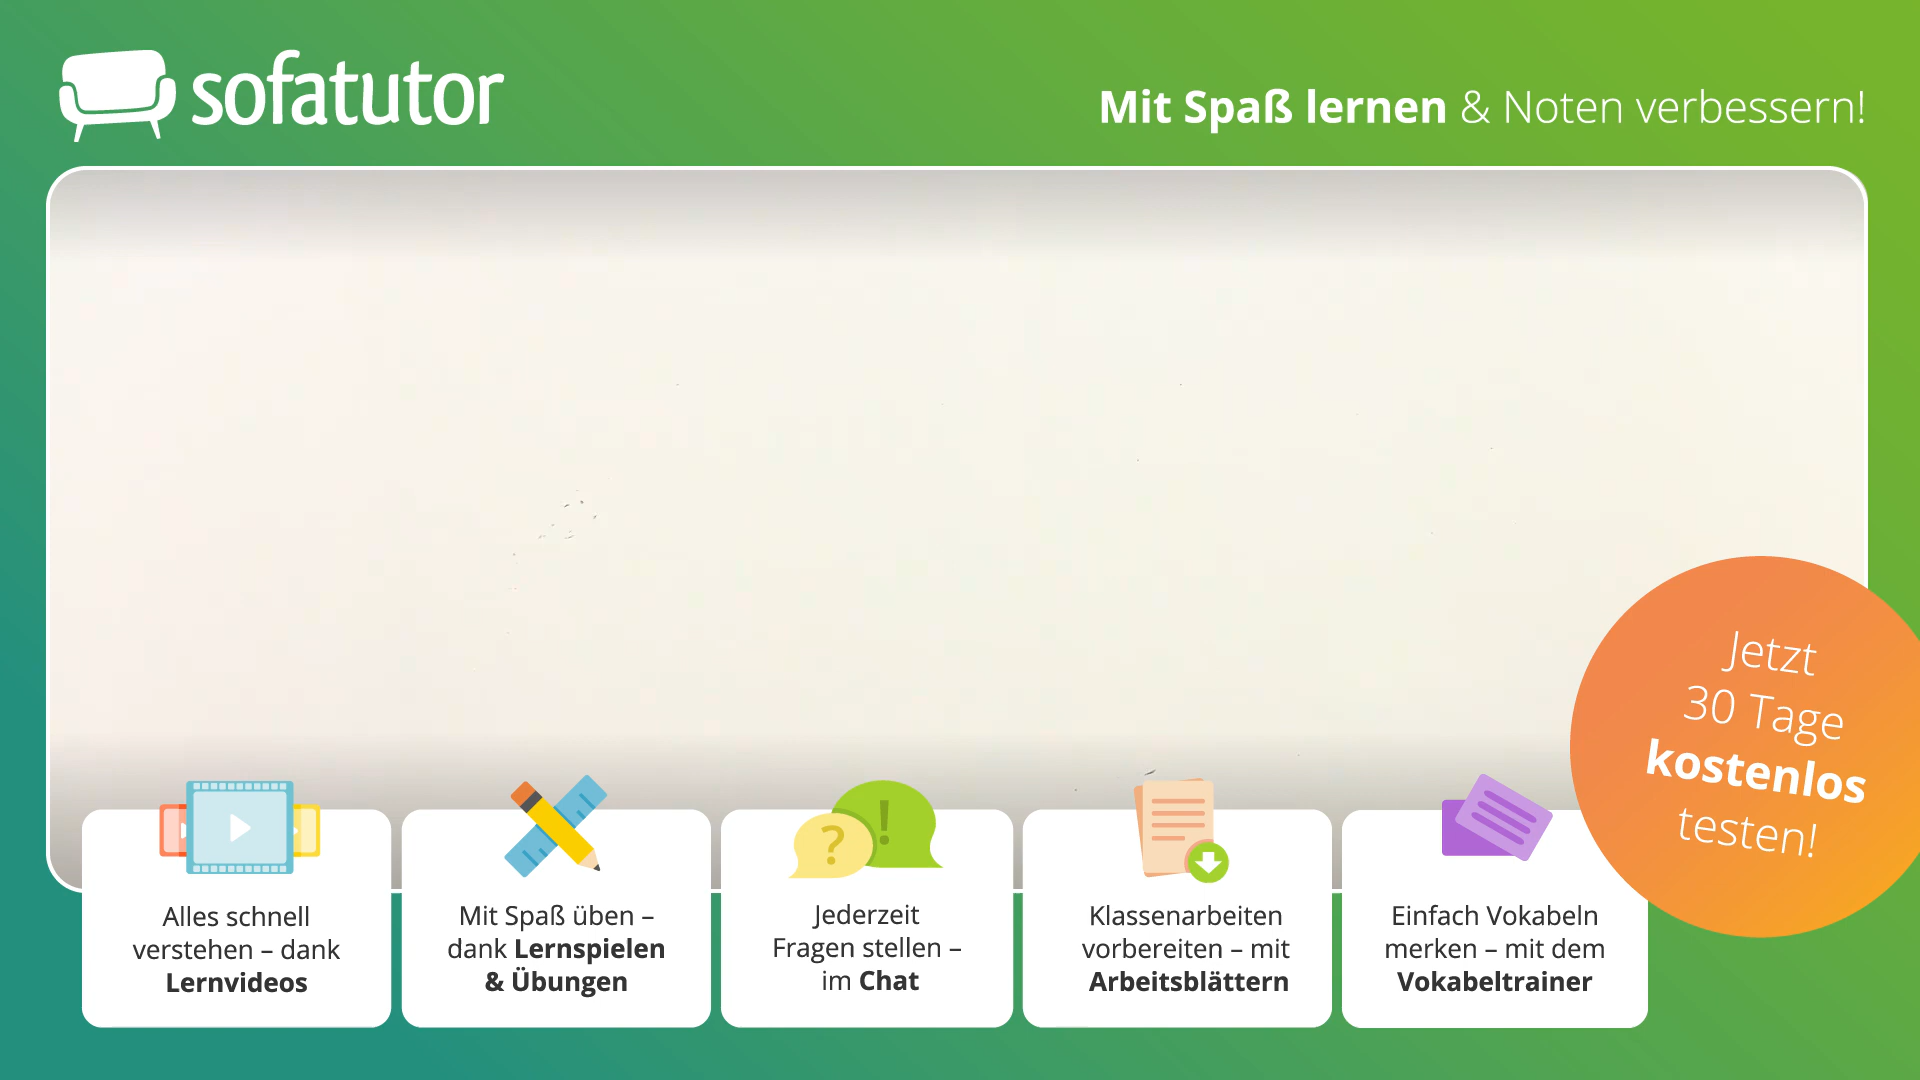 sofatutor
Mit Spaß lernen & Noten verbessern!
Jetzt
30 Tage
kostenlos
testen!
Alles schnell
verstehen – dank
Lernvideos
Mit Spaß üben –
dank Lernspielen
& Übungen
? !
Jederzeit
Fragen stellen –
im Chat
Klassenarbeiten
vorbereiten – mit
Arbeitsblättern
Einfach Vokabeln
merken – mit dem
Vokabeltrainer